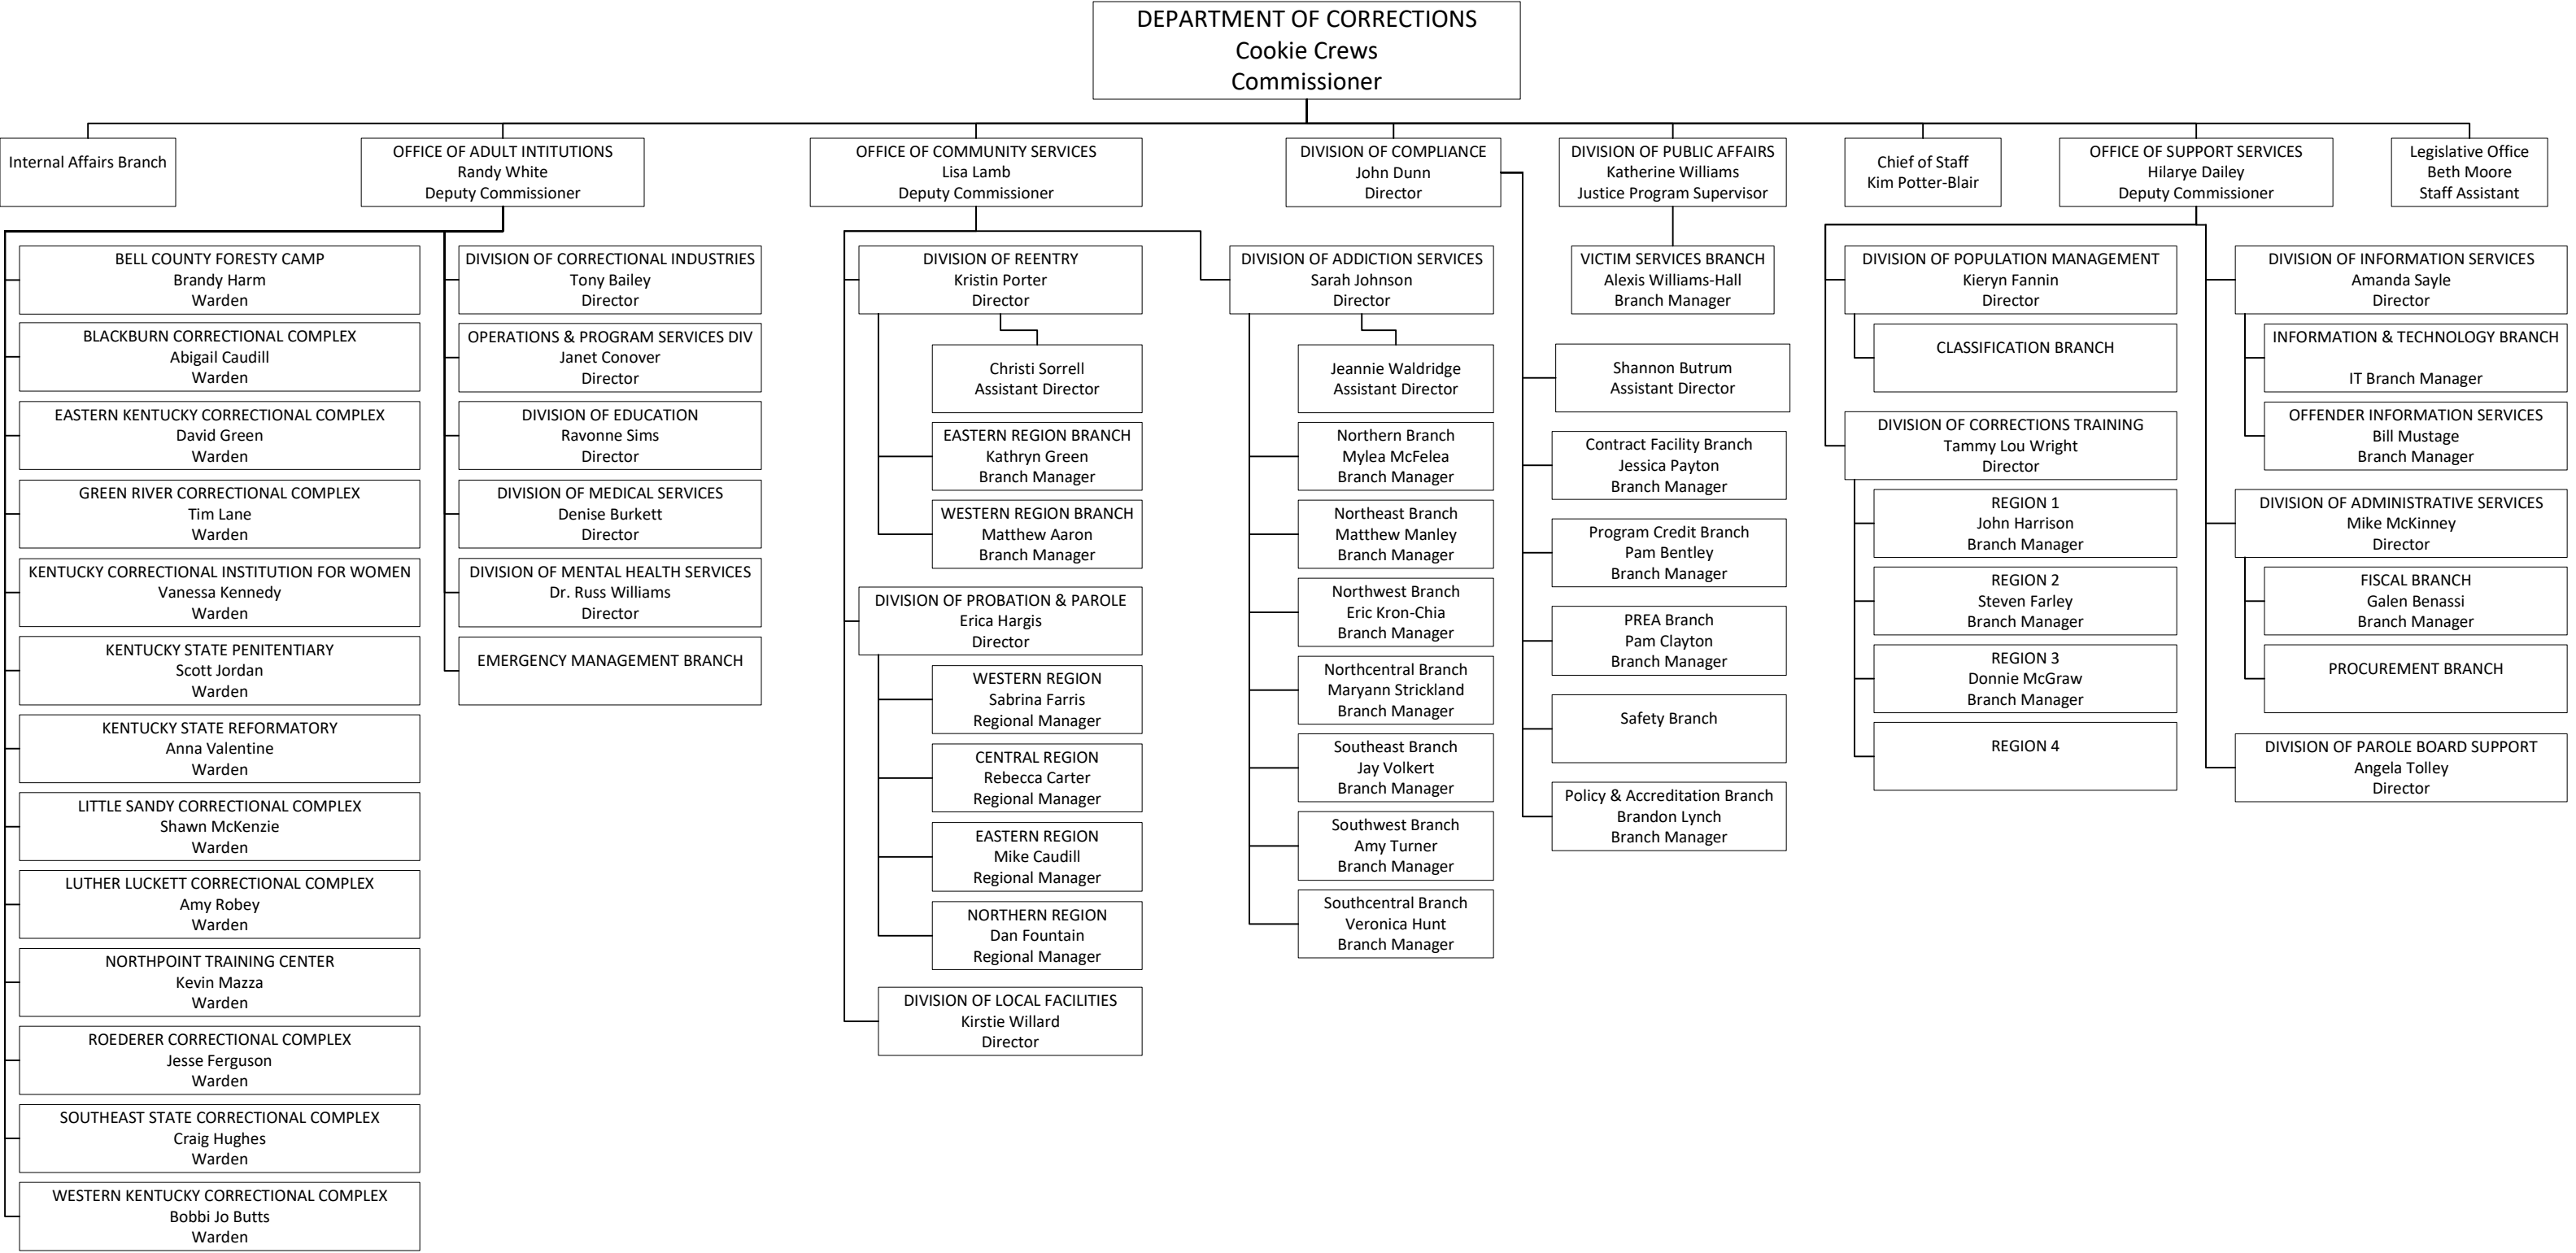 DEPARTMENT OF CORRECTIONS
Cookie Crews
Commissioner
Internal Affairs Branch
OFFICE OF ADULT INTITUTIONS
Randy White
Deputy Commissioner
OFFICE OF COMMUNITY SERVICES
Lisa Lamb
Deputy Commissioner
DIVISION OF COMPLIANCE
John Dunn
Director
DIVISION OF PUBLIC AFFAIRS
Katherine Williams
Justice Program Supervisor
Chief of Staff
Kim Potter-Blair
OFFICE OF SUPPORT SERVICES
Hilarye Dailey
Deputy Commissioner
Legislative Office
Beth Moore
Staff Assistant
BELL COUNTY FORESTY CAMP
Brandy Harm
Warden
BLACKBURN CORRECTIONAL COMPLEX
Abigail Caudill
Warden
EASTERN KENTUCKY CORRECTIONAL COMPLEX
David Green
Warden
GREEN RIVER CORRECTIONAL COMPLEX
Tim Lane
Warden
KENTUCKY CORRECTIONAL INSTITUTION FOR WOMEN
Vanessa Kennedy
Warden
KENTUCKY STATE PENITENTIARY
Scott Jordan
Warden
KENTUCKY STATE REFORMATORY
Anna Valentine
Warden
LITTLE SANDY CORRECTIONAL COMPLEX
Shawn McKenzie
Warden
LUTHER LUCKETT CORRECTIONAL COMPLEX
Amy Robey
Warden
NORTHPOINT TRAINING CENTER
Kevin Mazza
Warden
ROEDERER CORRECTIONAL COMPLEX
Jesse Ferguson
Warden
SOUTHEAST STATE CORRECTIONAL COMPLEX
Craig Hughes
Warden
WESTERN KENTUCKY CORRECTIONAL COMPLEX
Bobbi Jo Butts
Warden
DIVISION OF CORRECTIONAL INDUSTRIES
Tony Bailey
Director
OPERATIONS & PROGRAM SERVICES DIV
Janet Conover
Director
DIVISION OF EDUCATION
Ravonne Sims
Director
DIVISION OF MEDICAL SERVICES
Denise Burkett
Director
DIVISION OF MENTAL HEALTH SERVICES
Dr. Russ Williams
Director
EMERGENCY MANAGEMENT BRANCH
DIVISION OF REENTRY
Kristin Porter
Director
Christi Sorrell
Assistant Director
EASTERN REGION BRANCH
Kathryn Green
Branch Manager
WESTERN REGION BRANCH
Matthew Aaron
Branch Manager
DIVISION OF PROBATION & PAROLE
Erica Hargis
Director
WESTERN REGION
Sabrina Farris
Regional Manager
CENTRAL REGION
Rebecca Carter
Regional Manager
EASTERN REGION
Mike Caudill
Regional Manager
NORTHERN REGION
Dan Fountain
Regional Manager
DIVISION OF LOCAL FACILITIES
Kirstie Willard
Director
DIVISION OF ADDICTION SERVICES
Sarah Johnson
Director
Jeannie Waldridge
Assistant Director
Northern Branch
Mylea McFelea
Branch Manager
Northeast Branch
Matthew Manley
Branch Manager
Northwest Branch
Eric Kron-Chia
Branch Manager
Northcentral Branch
Maryann Strickland
Branch Manager
Southeast Branch
Jay Volkert
Branch Manager
Southwest Branch
Amy Turner
Branch Manager
Southcentral Branch
Veronica Hunt
Branch Manager
VICTIM SERVICES BRANCH
Alexis Williams-Hall
Branch Manager
Shannon Butrum
Assistant Director
Contract Facility Branch
Jessica Payton
Branch Manager
Program Credit Branch
Pam Bentley
Branch Manager
PREA Branch
Pam Clayton
Branch Manager
Safety Branch
Policy & Accreditation Branch
Brandon Lynch
Branch Manager
DIVISION OF POPULATION MANAGEMENT
Kieryn Fannin
Director
CLASSIFICATION BRANCH
DIVISION OF CORRECTIONS TRAINING
Tammy Lou Wright
Director
REGION 1
John Harrison
Branch Manager
REGION 2
Steven Farley
Branch Manager
REGION 3
Donnie McGraw
Branch Manager
REGION 4
DIVISION OF INFORMATION SERVICES
Amanda Sayle
Director
INFORMATION & TECHNOLOGY BRANCH
IT Branch Manager
OFFENDER INFORMATION SERVICES
Bill Mustage
Branch Manager
DIVISION OF ADMINISTRATIVE SERVICES
Mike McKinney
Director
FISCAL BRANCH
Galen Benassi
Branch Manager
PROCUREMENT BRANCH
DIVISION OF PAROLE BOARD SUPPORT
Angela Tolley
Director